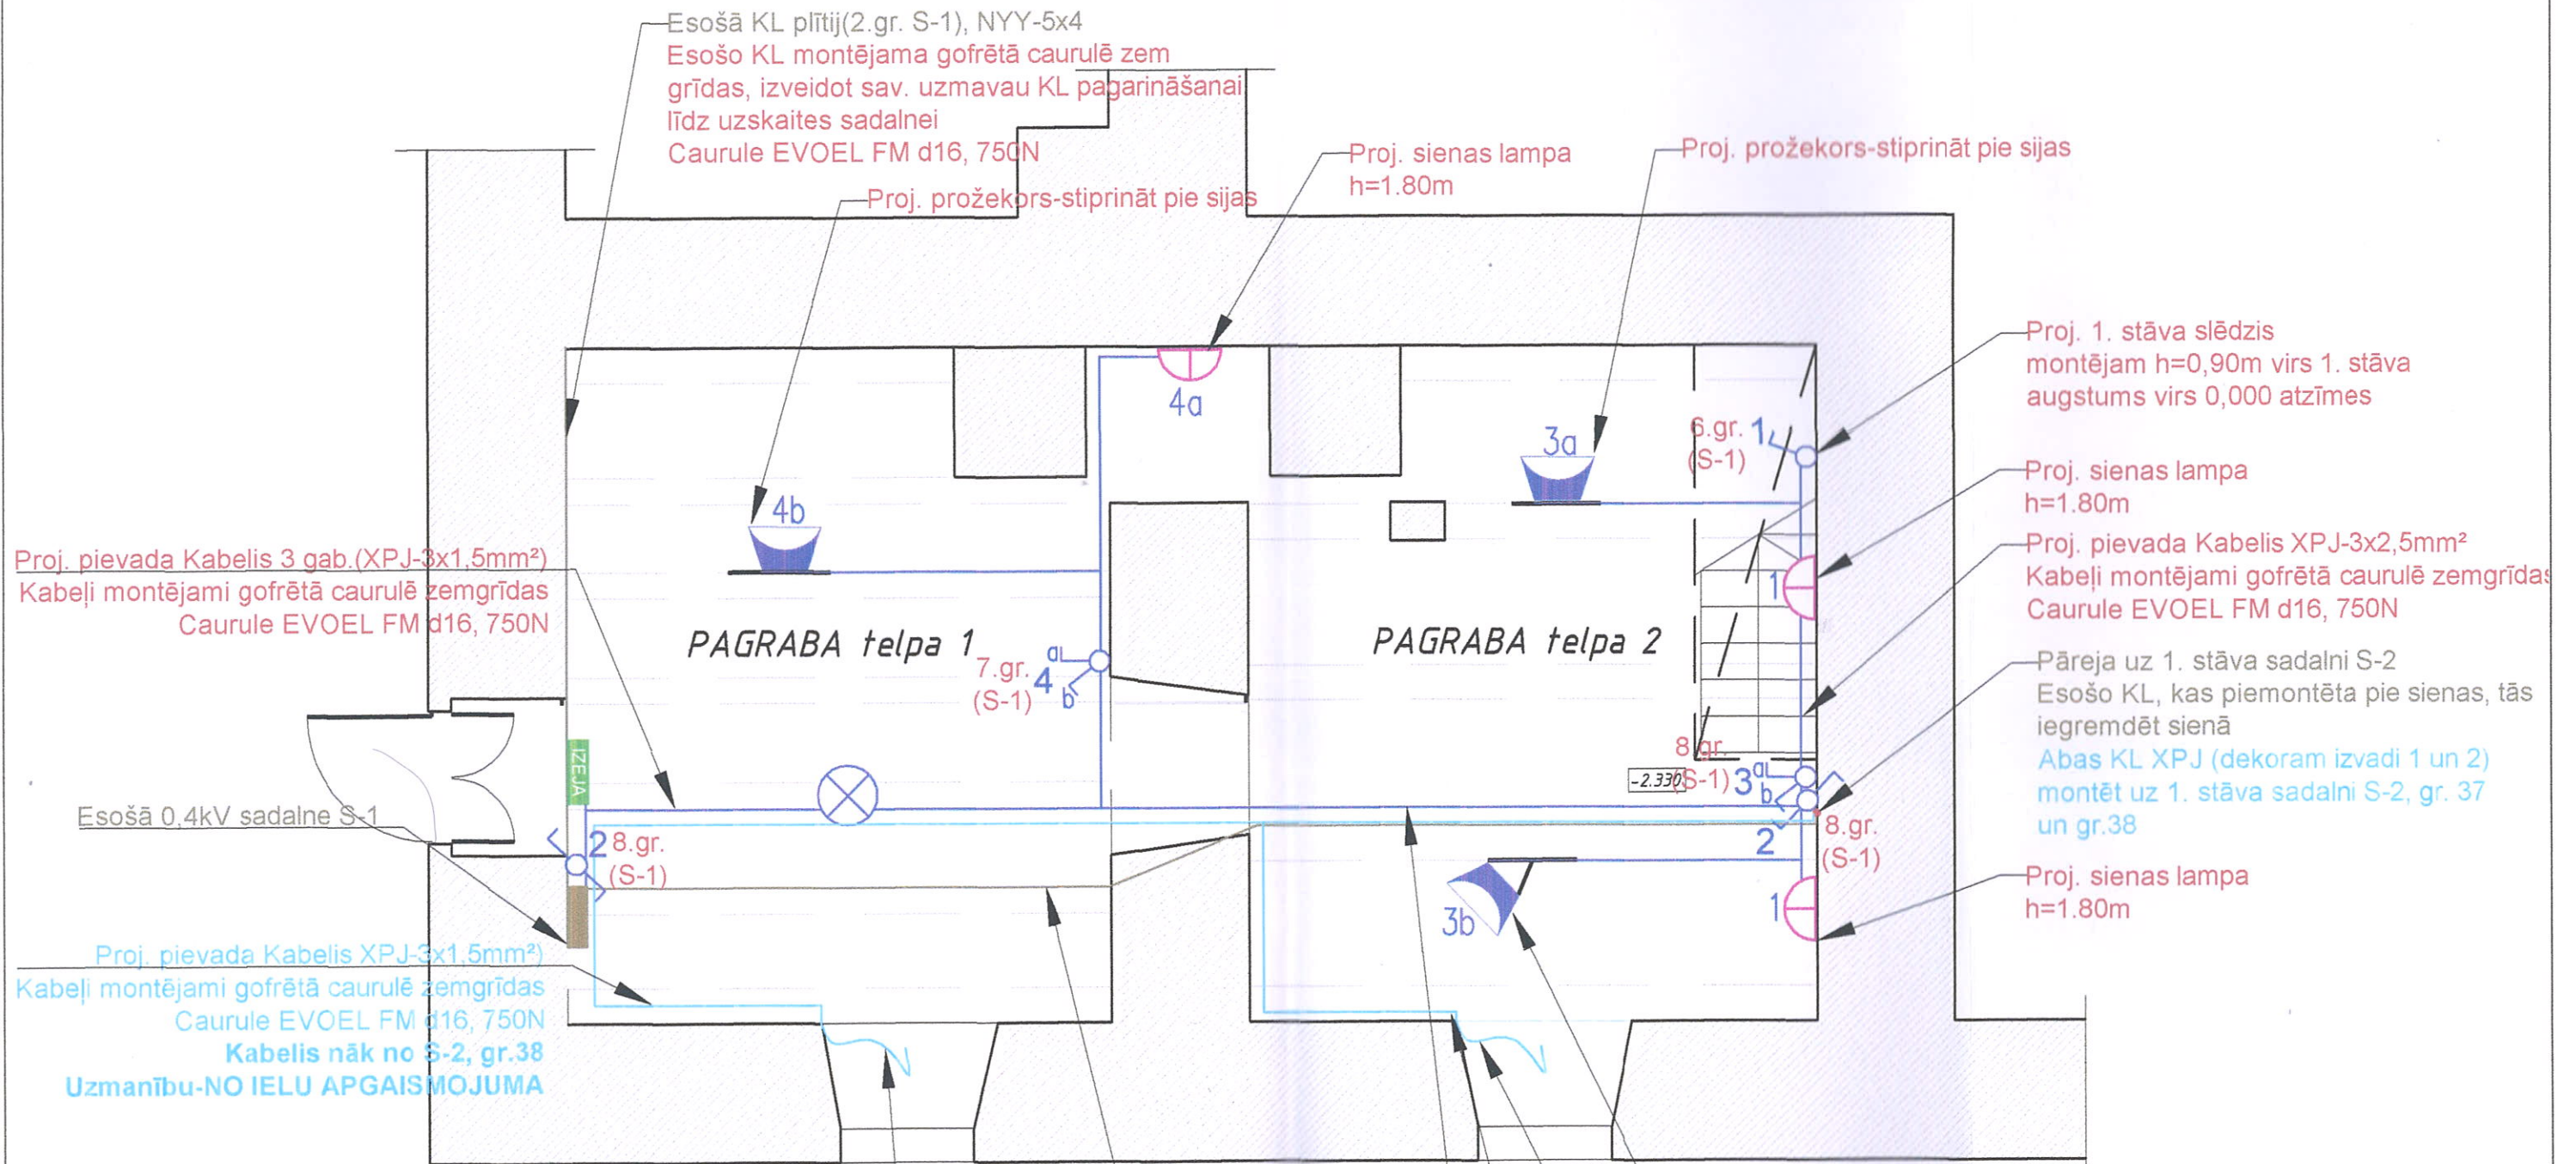 Esošā KL plītij(2.gr. S-1), NYY-5x4
Esošo KL montējama gofrētā caurulē zem
grīdas, izveidot sav. uzmavau KL pagarināšanai
līdz uzskaites sadalnei
Caurule EVOEL FM d16, 750N
Proj. prožekors-stiprināt pie sijas
Proj. sienas lampa
h=1.80m
Proj. prožekors-stiprināt pie sijas
Proj. 1. stāva slēdzis
montējam h=0,90m virs 1. stāva
augstums virs 0,000 atzīmes
Proj. sienas lampa
h=1.80m
Proj. pievada Kabelis XPJ-3x2,5mm²
Kabeļi montējami gofrētā caurulē zemgrīdas
Caurule EVOEL FM d16, 750N
Pāreja uz 1. stāva sadalni S-2
Esošo KL, kas piemontēta pie sienas, tās
iegremdēt sienā
Abas KL XPJ (dekoram izvadi 1 un 2)
montēt uz 1. stāva sadalni S-2, gr. 37
un gr.38
Proj. sienas lampa
h=1.80m
Proj. pievada Kabelis 3 gab.(XPJ-3x1,5mm²)
Kabeļi montējami gofrētā caurulē zemgrīdas
Caurule EVOEL FM d16, 750N
Esošā 0,4kV sadalne S-1
Proj. pievada Kabelis XPJ-3x1,5mm²)
Kabeļi montējami gofrētā caurulē zemgrīdas
Caurule EVOEL FM d16, 750N
Kabelis nāk no S-2, gr.38
Uzmanību-NO IELU APGAISMOJUMA
4a
4b
3a
6.gr. 1
(S-1)
1
PAGRABA telpa 1
PAGRABA telpa 2
7.gr. 4 a
(S-1) b
IZEJA
2 8.gr.
(S-1)
8.gr.
-2.330 (S-1) 3 a
b
2
8.gr.
(S-1)
3b
1